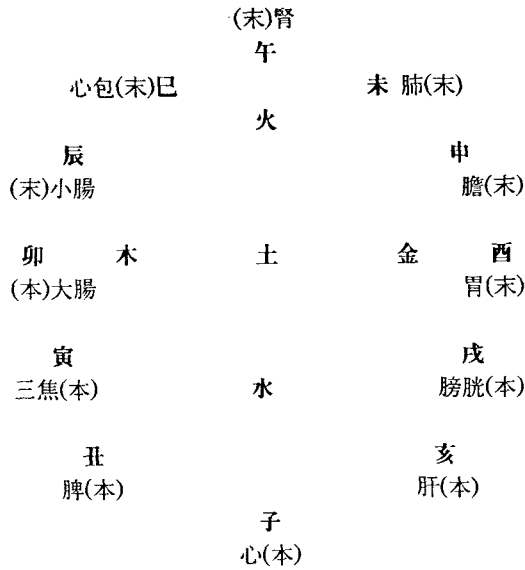 (末)腎
午
心包(末)巳 未 肺(末)
火
辰 申
(末)小腸 膽(末)
卯 木 土 金 酉
(本)大腸 胃(末)
寅 戌
三焦(本) 水 膀胱(本)
丑 亥
脾(本) 肝(本)
子
心(本)